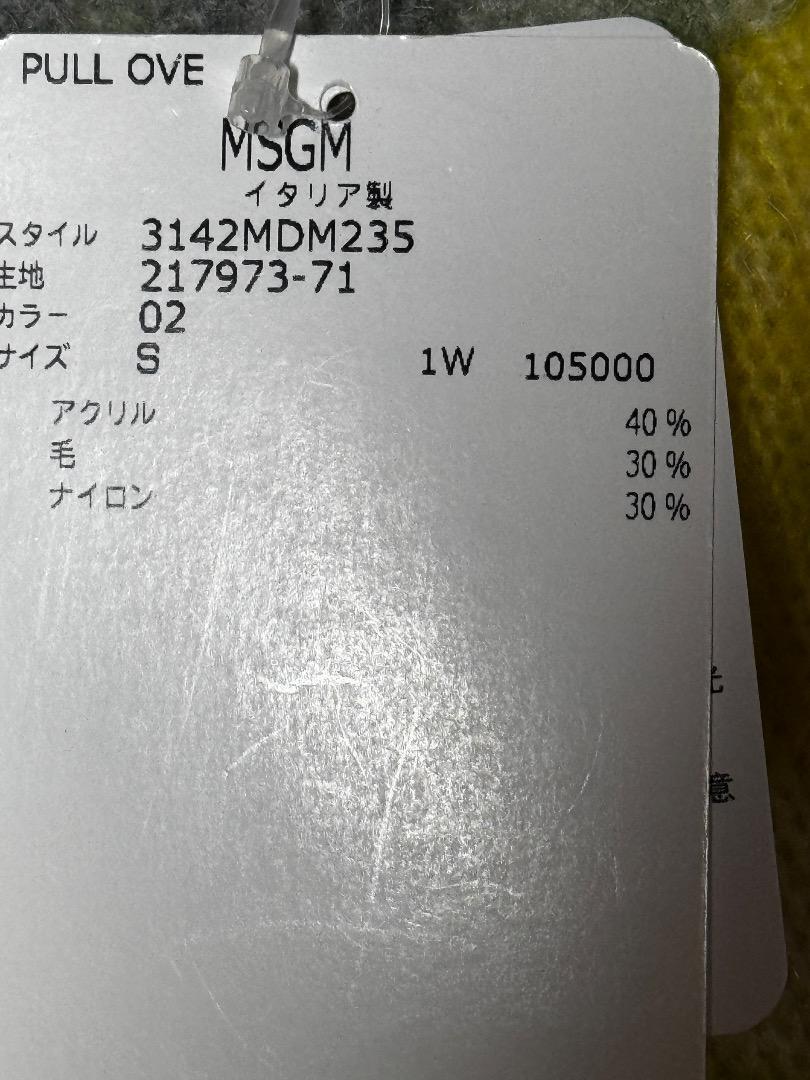 PULL OVE
MSGM
イタリア製
スタイル 3142MDM235
生地 217973-71
カラー 02
サイズ S 1W 105000
アクリル 40 %
毛 30 %
ナイロン 30 %
意